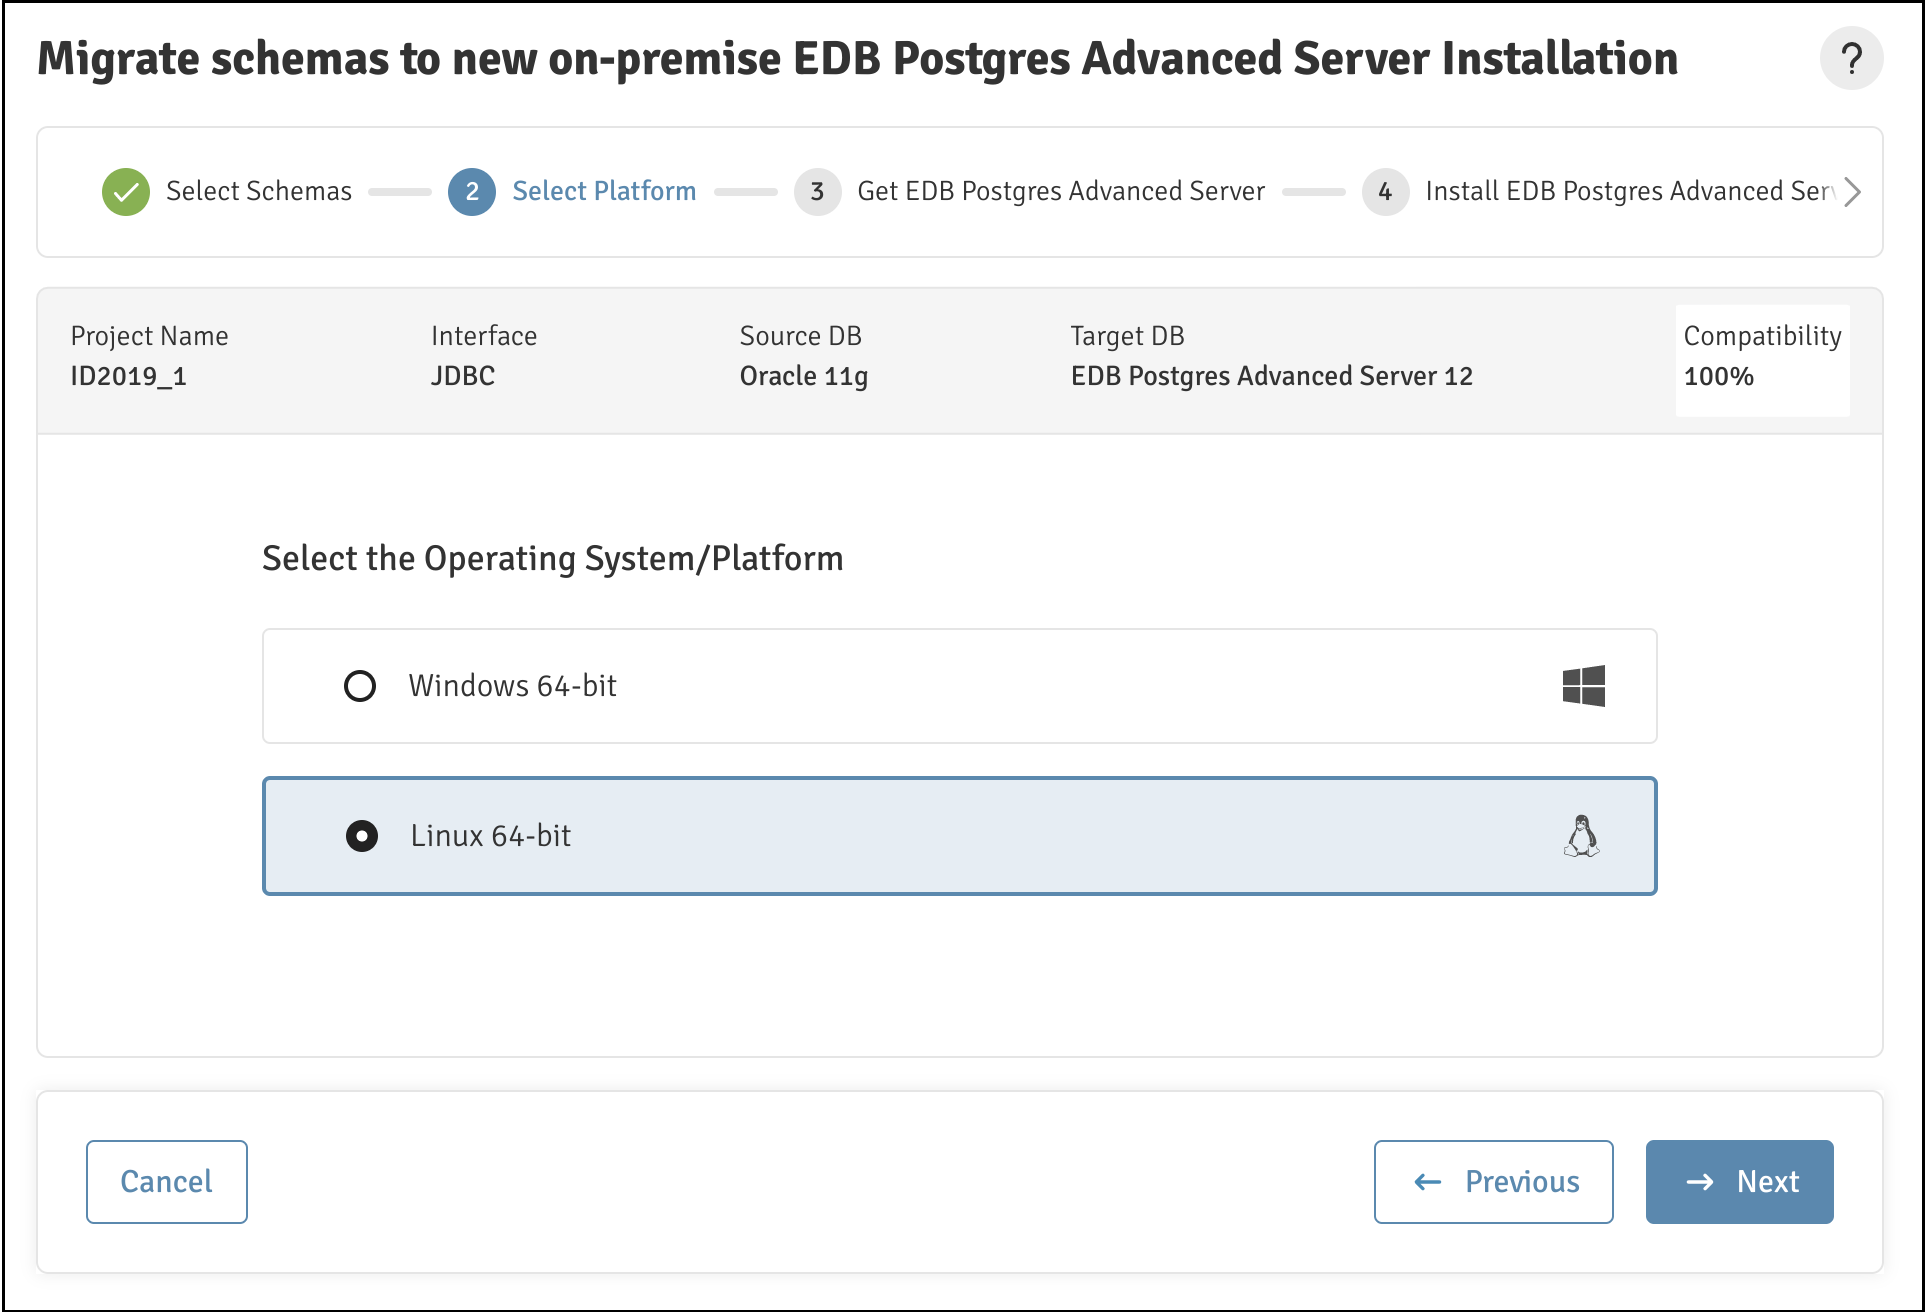 Migrate schemas to new on-premise EDB Postgres Advanced Server Installation
?
Select Schemas
2 Select Platform
3 Get EDB Postgres Advanced Server
4 Install EDB Postgres Advanced Serv
Project Name
ID2019_1
Interface
JDBC
Source DB
Oracle 11g
Target DB
EDB Postgres Advanced Server 12
Compatibility
100%
Select the Operating System/Platform
Windows 64-bit
Linux 64-bit
Cancel
← Previous
→ Next